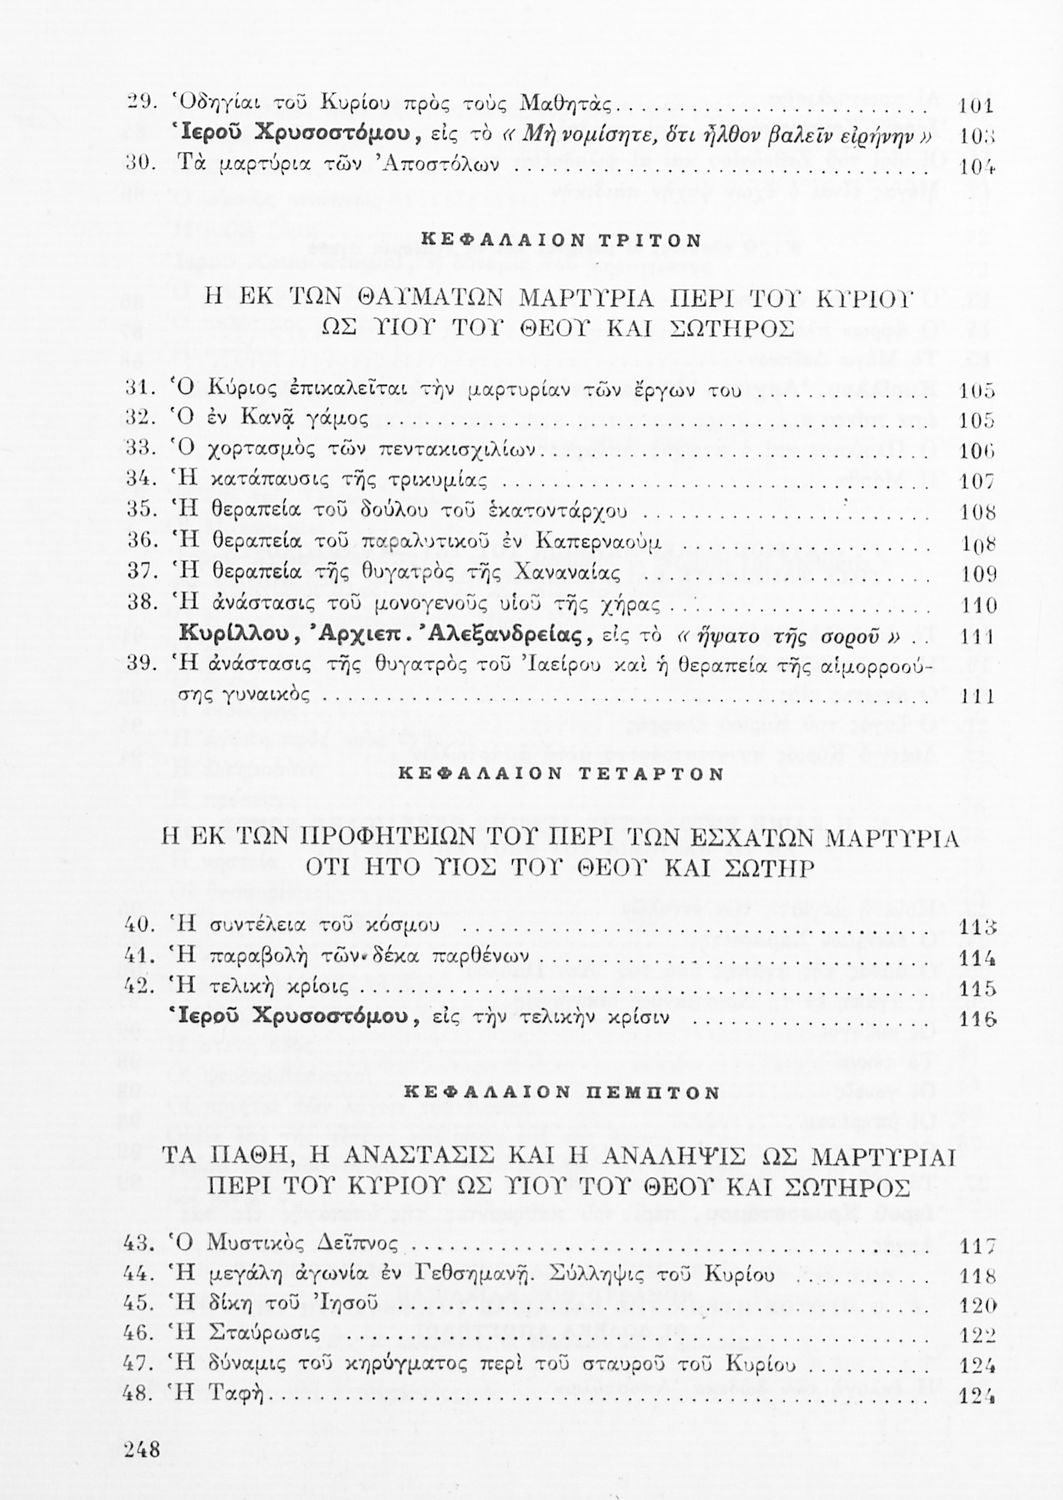 29. Ὁδηγίαι τοῦ Κυρίου πρὸς τοὺς Μαθητὰς.............................. 101
Ἱεροῦ Χρυσοστόμου, εἰς τὸ «Μὴ νομίσητε, ὅτι ἦλθον βαλεῖν εἰρήνην» 103
30. Τὰ μαρτύρια τῶν Ἀποστόλων .............................. 104
ΚΕΦΑΛΑΙΟΝ ΤΡΙΤΟΝ
Η ΕΚ ΤΩΝ ΘΑΥΜΑΤΩΝ ΜΑΡΤΥΡΙΑ ΠΕΡΙ ΤΟΥ ΚΥΡΙΟΥ
ΩΣ ΥΙΟΥ ΤΟΥ ΘΕΟΥ ΚΑΙ ΣΩΤΗΡΟΣ
31. Ὁ Κύριος ἐπικαλεῖται τὴν μαρτυρίαν τῶν ἔργων του ............ 105
32. Ὁ ἐν Κανᾷ γάμος .............................. 105
33. Ὁ χορτασμὸς τῶν πεντακισχιλίων.............................. 106
34. Ἡ κατάπαυσις τῆς τρικυμίας .............................. 107
35. Ἡ θεραπεία τοῦ δούλου τοῦ ἑκατοντάρχου .................... 108
36. Ἡ θεραπεία τοῦ παραλυτικοῦ ἐν Καπερναοὺμ .................. 108
37. Ἡ θεραπεία τῆς θυγατρὸς τῆς Χαναναίας .................... 109
38. Ἡ ἀνάστασις τοῦ μονογενοῦς υἱοῦ τῆς χήρας .................. 110
Κυρίλλου, Ἀρχιεπ. Ἀλεξανδρείας, εἰς τὸ «ἥψατο τῆς σοροῦ» .. 111
39. Ἡ ἀνάστασις τῆς θυγατρὸς τοῦ Ἰαείρου καὶ ἡ θεραπεία τῆς αἱμορροού-
σης γυναικὸς .............................. 111
ΚΕΦΑΛΑΙΟΝ ΤΕΤΑΡΤΟΝ
Η ΕΚ ΤΩΝ ΠΡΟΦΗΤΕΙΩΝ ΤΟΥ ΠΕΡΙ ΤΩΝ ΕΣΧΑΤΩΝ ΜΑΡΤΥΡΙΑ
ΟΤΙ ΗΤΟ ΥΙΟΣ ΤΟΥ ΘΕΟΥ ΚΑΙ ΣΩΤΗΡ
40. Ἡ συντέλεια τοῦ κόσμου .............................. 113
41. Ἡ παραβολὴ τῶν δέκα παρθένων .............................. 114
42. Ἡ τελικὴ κρίσις .............................. 115
Ἱεροῦ Χρυσοστόμου, εἰς τὴν τελικὴν κρίσιν ................ 116
ΚΕΦΑΛΑΙΟΝ ΠΕΜΠΤΟΝ
ΤΑ ΠΑΘΗ, Η ΑΝΑΣΤΑΣΙΣ ΚΑΙ Η ΑΝΑΛΗΨΙΣ ΩΣ ΜΑΡΤΥΡΙΑΙ
ΠΕΡΙ ΤΟΥ ΚΥΡΙΟΥ ΩΣ ΥΙΟΥ ΤΟΥ ΘΕΟΥ ΚΑΙ ΣΩΤΗΡΟΣ
43. Ὁ Μυστικὸς Δεῖπνος .............................. 117
44. Ἡ μεγάλη ἀγωνία ἐν Γεθσημανῇ. Σύλληψις τοῦ Κυρίου .......... 118
45. Ἡ δίκη τοῦ Ἰησοῦ .............................. 120
46. Ἡ Σταύρωσις .............................. 122
47. Ἡ δύναμις τοῦ κηρύγματος περὶ τοῦ σταυροῦ τοῦ Κυρίου ......... 124
48. Ἡ Ταφὴ.............................. 124
248